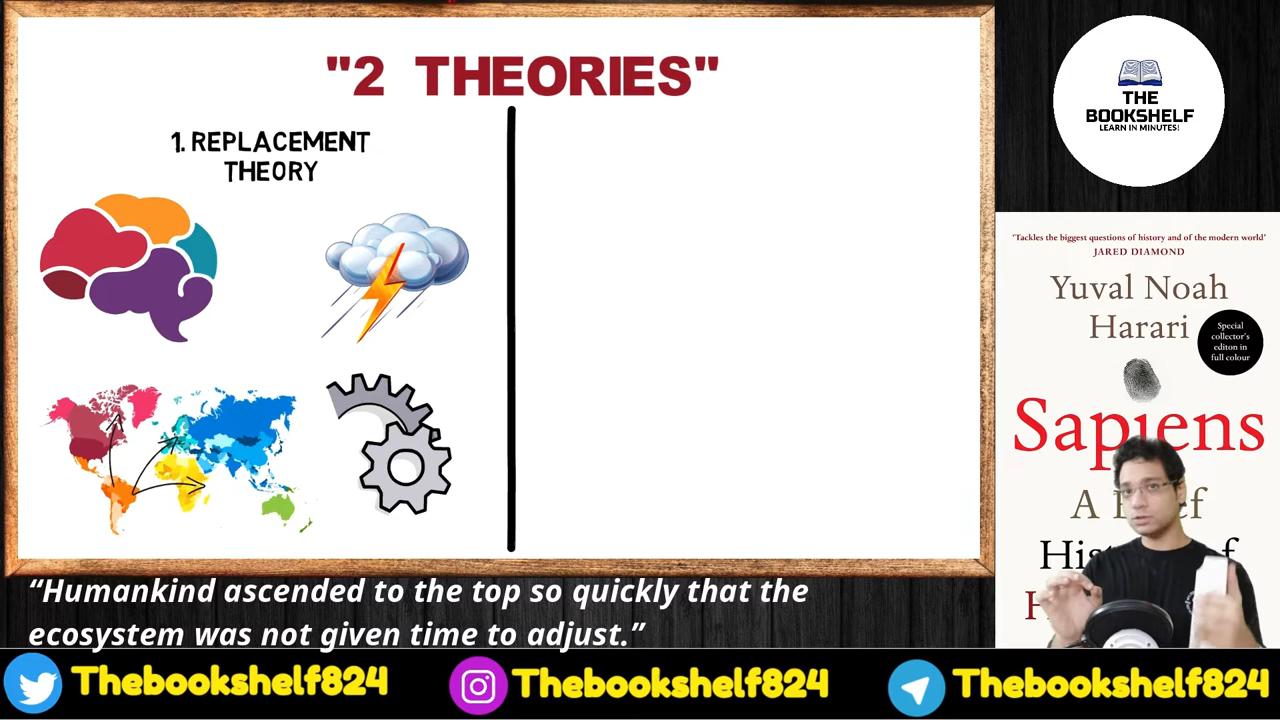 "2 THEORIES"
1. REPLACEMENT
THEORY
“Humankind ascended to the top so quickly that the
ecosystem was not given time to adjust.”
THE
BOOKSHELF
LEARN IN MINUTES!
'Tackles the biggest questions of history and of the modern world'
JARED DIAMOND
Yuval Noah
Harari
Special
collector's
editon in
full colour
Sapiens
A
Thebookshelf824
Thebookshelf824
Thebookshelf824